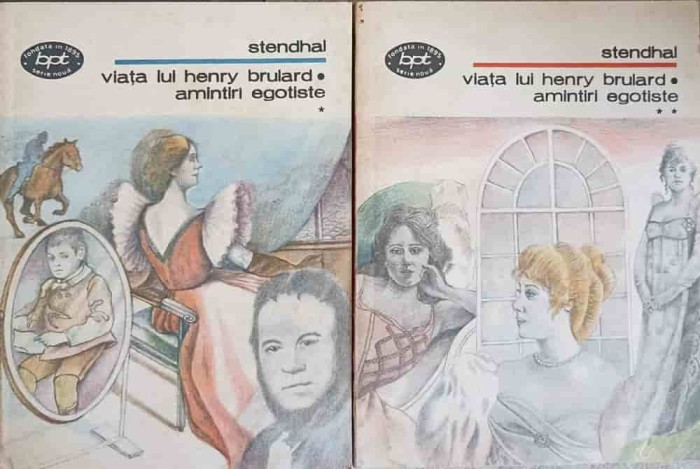 fondată în 1895
bpt
serie nouă
stendhal
viața lui henry brulard •
amintiri egotiste
*
fondată în 1895
bpt
serie nouă
stendhal
viața lui henry brulard •
amintiri egotiste
* *